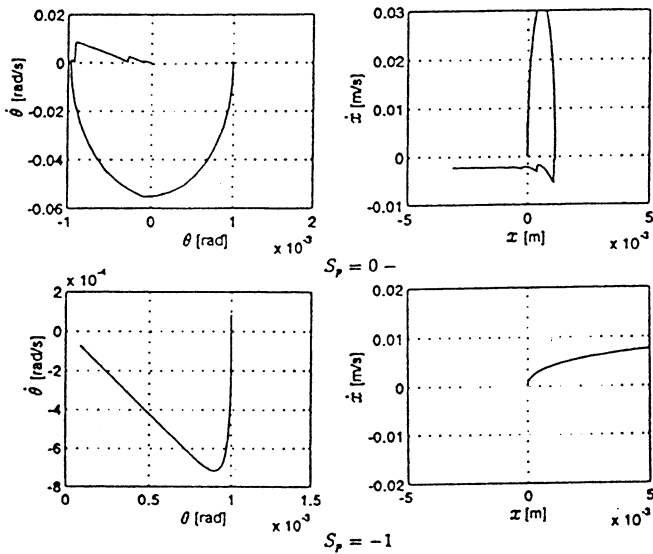 0.02
0
-0.02
-0.04
-0.06
θ̇ [rad/s]
-1
0
1
2
θ [rad]
x 10⁻³
0.03
0.02
0.01
0
-0.01
ẋ [m/s]
-5
0
5
x [m]
x 10⁻³
Sₚ = 0 –
x 10⁻⁴
2
0
-2
-4
-6
-8
θ̇ [rad/s]
0
0.5
1
1.5
θ [rad]
x 10⁻³
0.02
0.01
0
-0.01
-0.02
ẋ [m/s]
-5
0
5
x [m]
x 10⁻³
Sₚ = -1